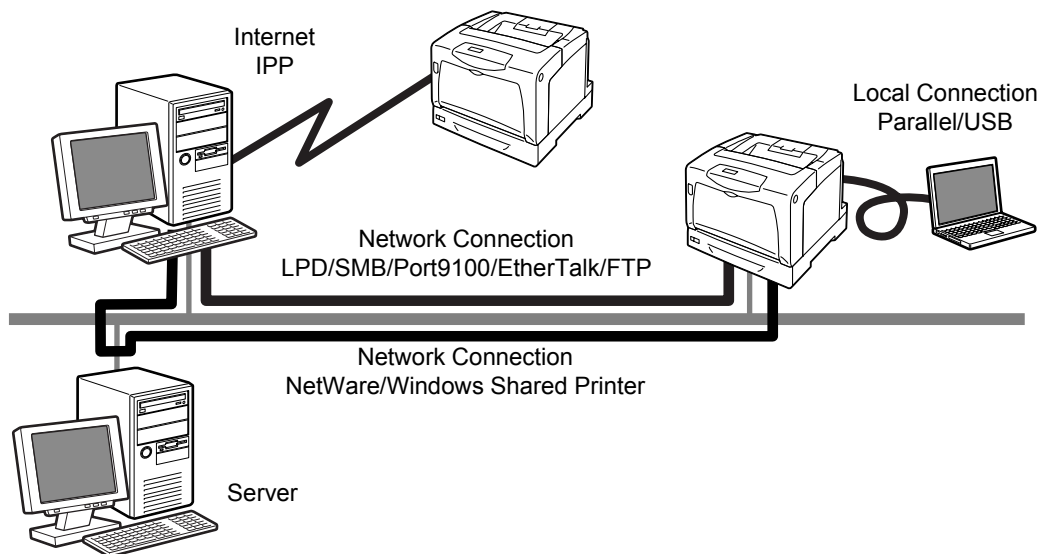 Internet
IPP
Local Connection
Parallel/USB
Network Connection
LPD/SMB/Port9100/EtherTalk/FTP
Network Connection
NetWare/Windows Shared Printer
Server